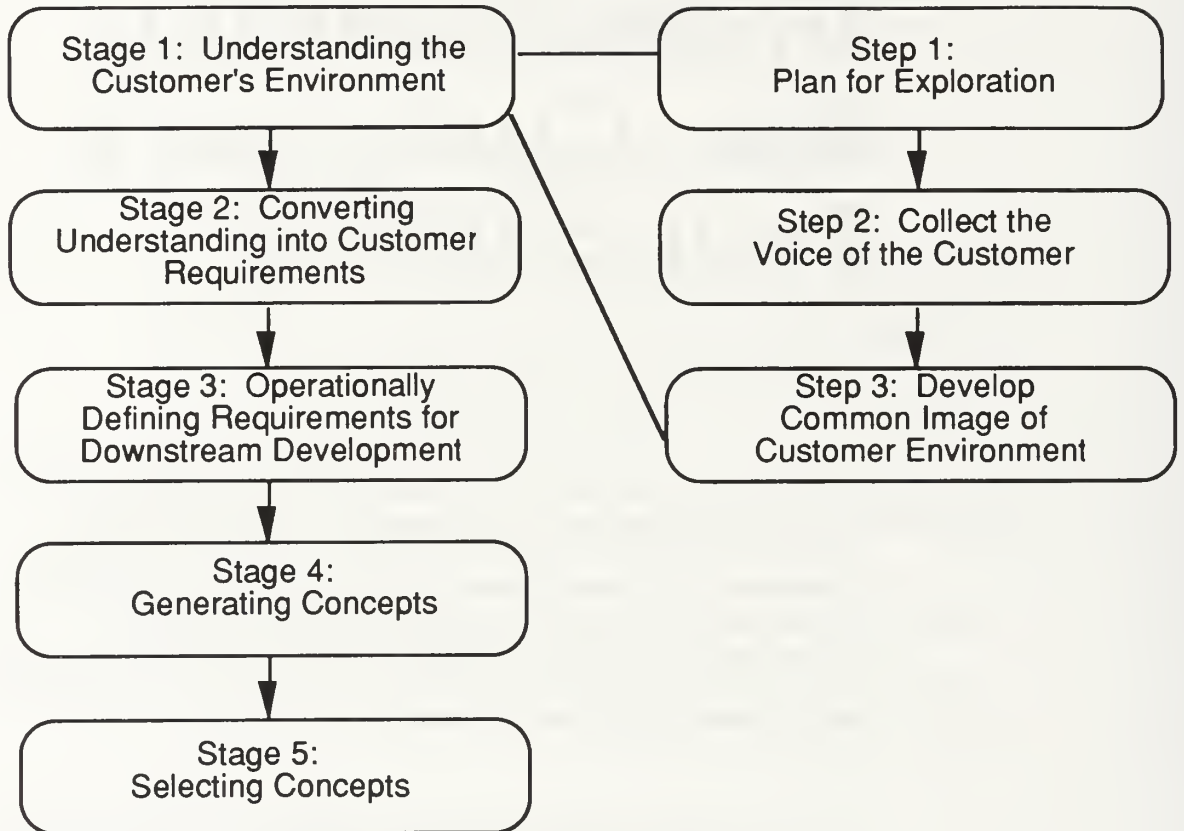 Stage 1: Understanding the
Customer's Environment
Stage 2: Converting
Understanding into Customer
Requirements
Stage 3: Operationally
Defining Requirements for
Downstream Development
Stage 4:
Generating Concepts
Stage 5:
Selecting Concepts
Step 1:
Plan for Exploration
Step 2: Collect the
Voice of the Customer
Step 3: Develop
Common Image of
Customer Environment